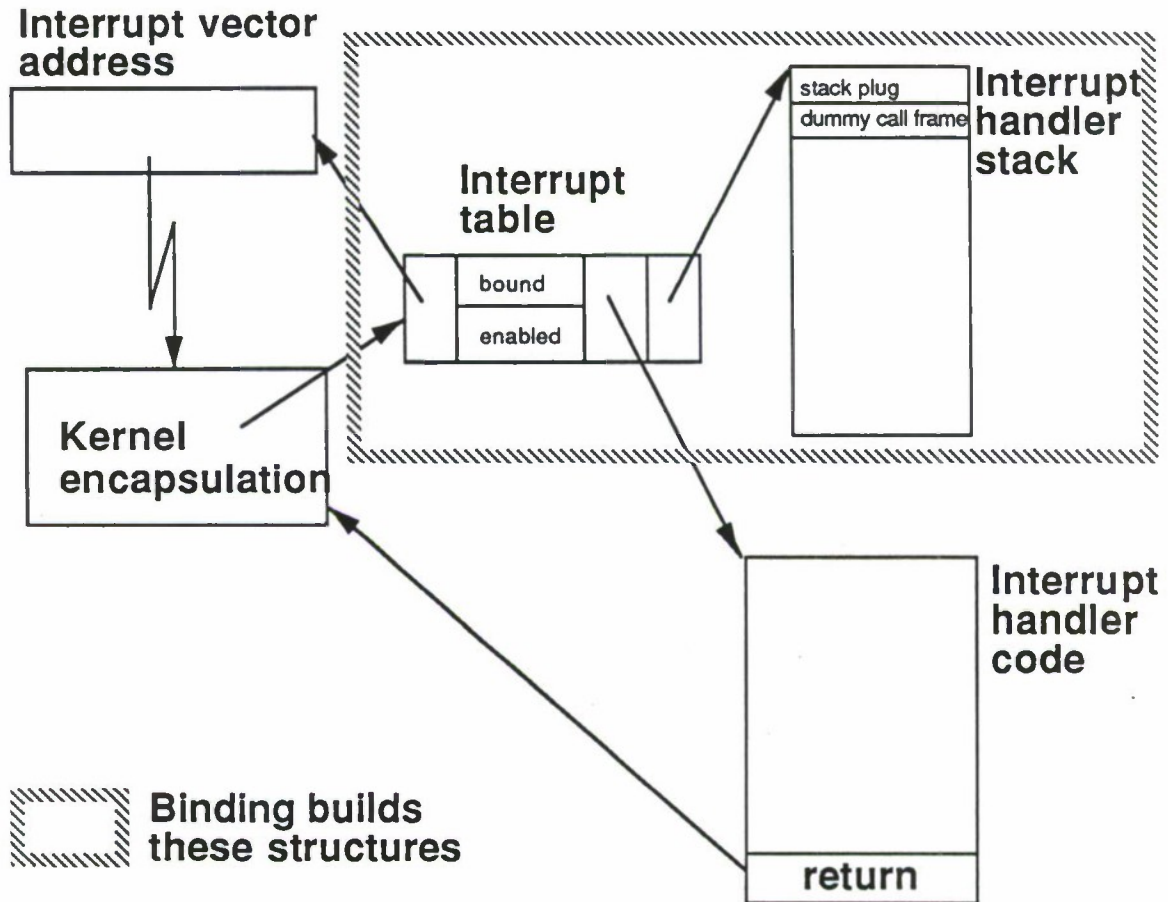 Interrupt vector
address
stack plug
dummy call frame
Interrupt
handler
stack
Interrupt
table
bound
enabled
Kernel
encapsulation
Interrupt
handler
code
return
Binding builds
these structures